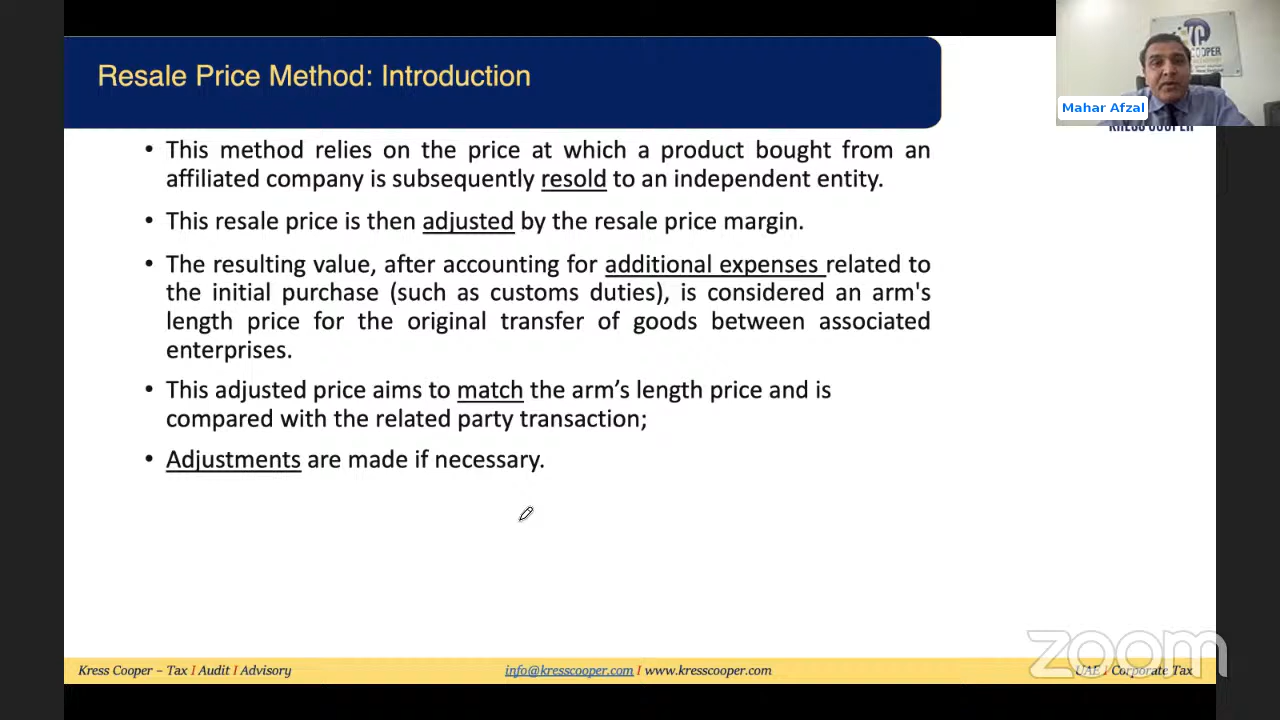 Resale Price Method: Introduction
Mahar Afzal
• This method relies on the price at which a product bought from an
affiliated company is subsequently resold to an independent entity.
• This resale price is then adjusted by the resale price margin.
• The resulting value, after accounting for additional expenses related to
the initial purchase (such as customs duties), is considered an arm's
length price for the original transfer of goods between associated
enterprises.
• This adjusted price aims to match the arm’s length price and is
compared with the related party transaction;
• Adjustments are made if necessary.
zoom
Kress Cooper – Tax I Audit I Advisory
info@kresscooper.com I www.kresscooper.com
UAE I Corporate Tax